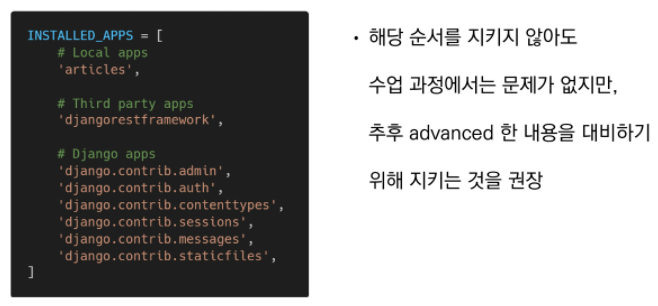 INSTALLED_APPS = [
    # Local apps
    'articles',
    # Third party apps
    'djangorestframework',
    # Django apps
    'django.contrib.admin',
    'django.contrib.auth',
    'django.contrib.contenttypes',
    'django.contrib.sessions',
    'django.contrib.messages',
    'django.contrib.staticfiles',
]
• 해당 순서를 지키지 않아도
수업 과정에서는 문제가 없지만,
추후 advanced 한 내용을 대비하기
위해 지키는 것을 권장